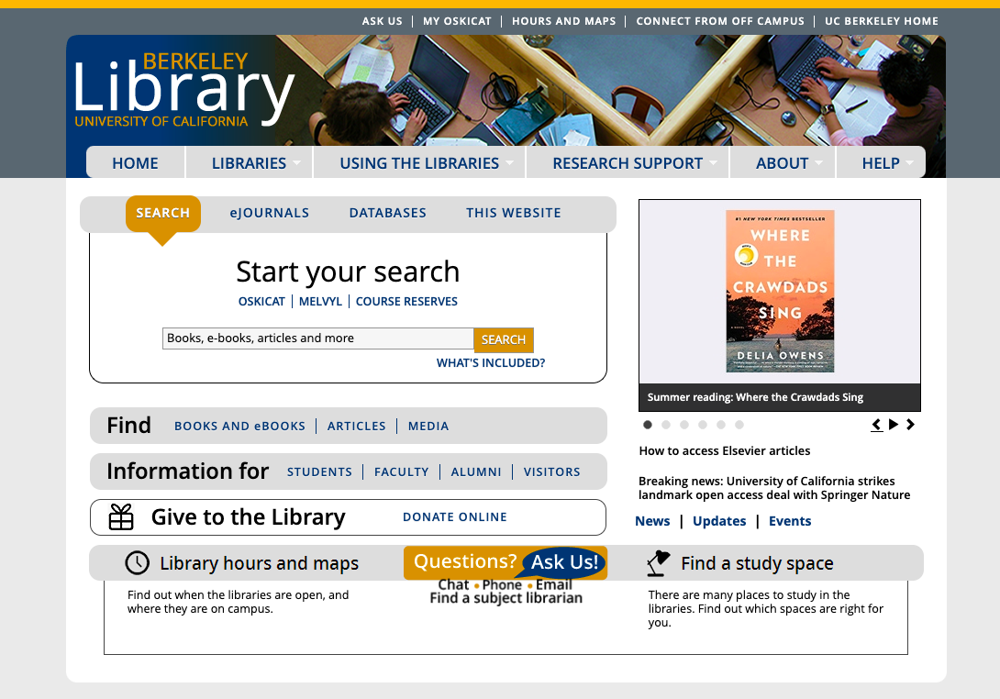 ASK US | MY OSKICAT | HOURS AND MAPS | CONNECT FROM OFF CAMPUS | UC BERKELEY HOME
BERKELEY
Library
UNIVERSITY OF CALIFORNIA
HOME LIBRARIES USING THE LIBRARIES RESEARCH SUPPORT ABOUT HELP
SEARCH eJOURNALS DATABASES THIS WEBSITE
Start your search
OSKICAT | MELVYL | COURSE RESERVES
Books, e-books, articles and more SEARCH
WHAT'S INCLUDED?
#1 NEW YORK TIMES BESTSELLER
WHERE
THE
CRAWDADS
SING
A NOVEL
DELIA OWENS
Summer reading: Where the Crawdads Sing
How to access Elsevier articles
Breaking news: University of California strikes
landmark open access deal with Springer Nature
News | Updates | Events
Find BOOKS AND eBOOKS | ARTICLES | MEDIA
Information for STUDENTS | FACULTY | ALUMNI | VISITORS
Give to the Library DONATE ONLINE
Library hours and maps
Find out when the libraries are open, and
where they are on campus.
Questions? Ask Us!
Chat • Phone • Email
Find a subject librarian
Find a study space
There are many places to study in the
libraries. Find out which spaces are right for
you.